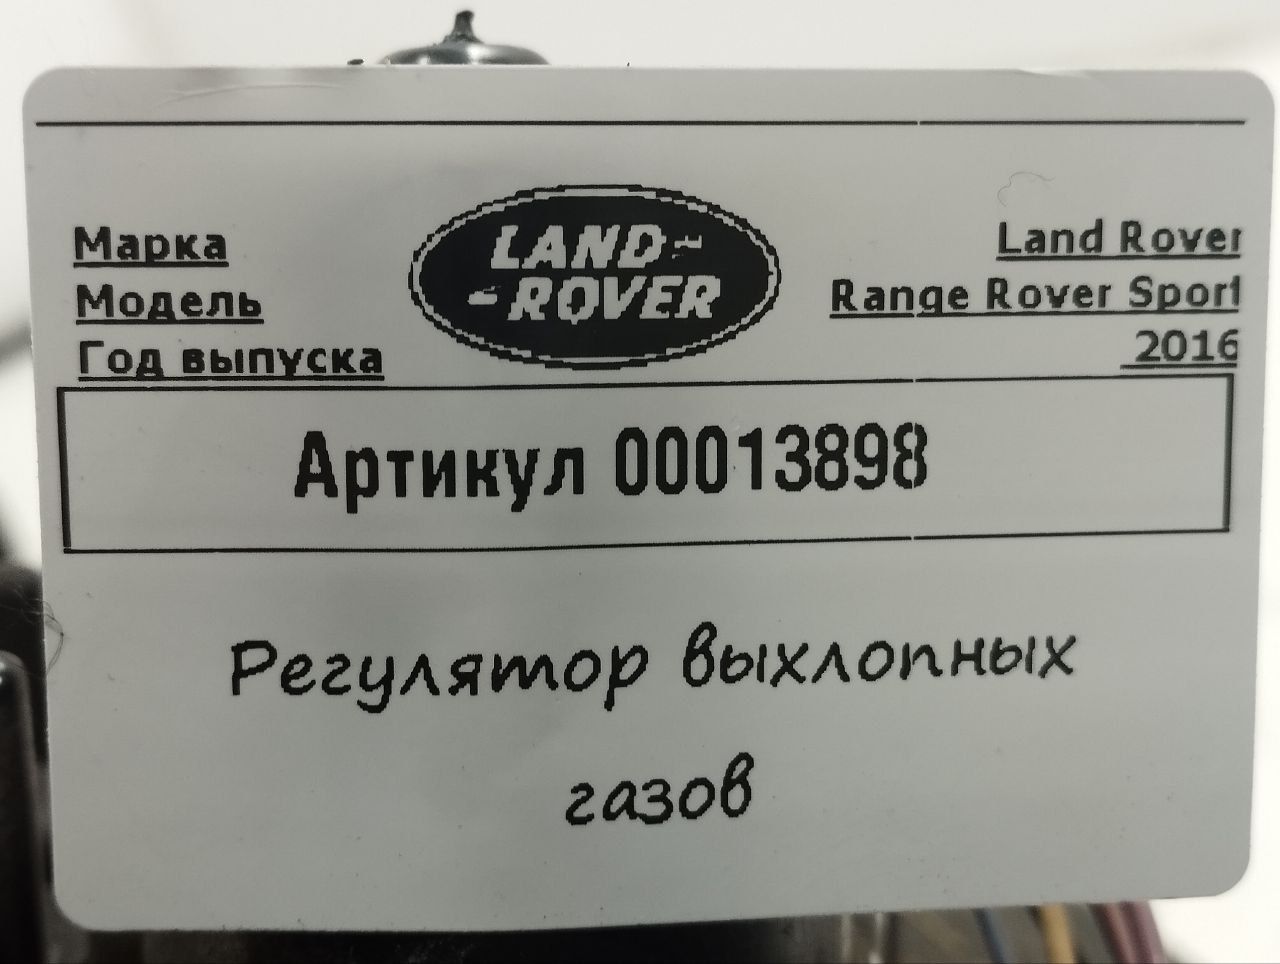 Марка
LAND
ROVER
Land Rover
Модель
Range Rover Sport
Год выпуска
2016
Артикул 00013898
Регулятор выхлопных
газов